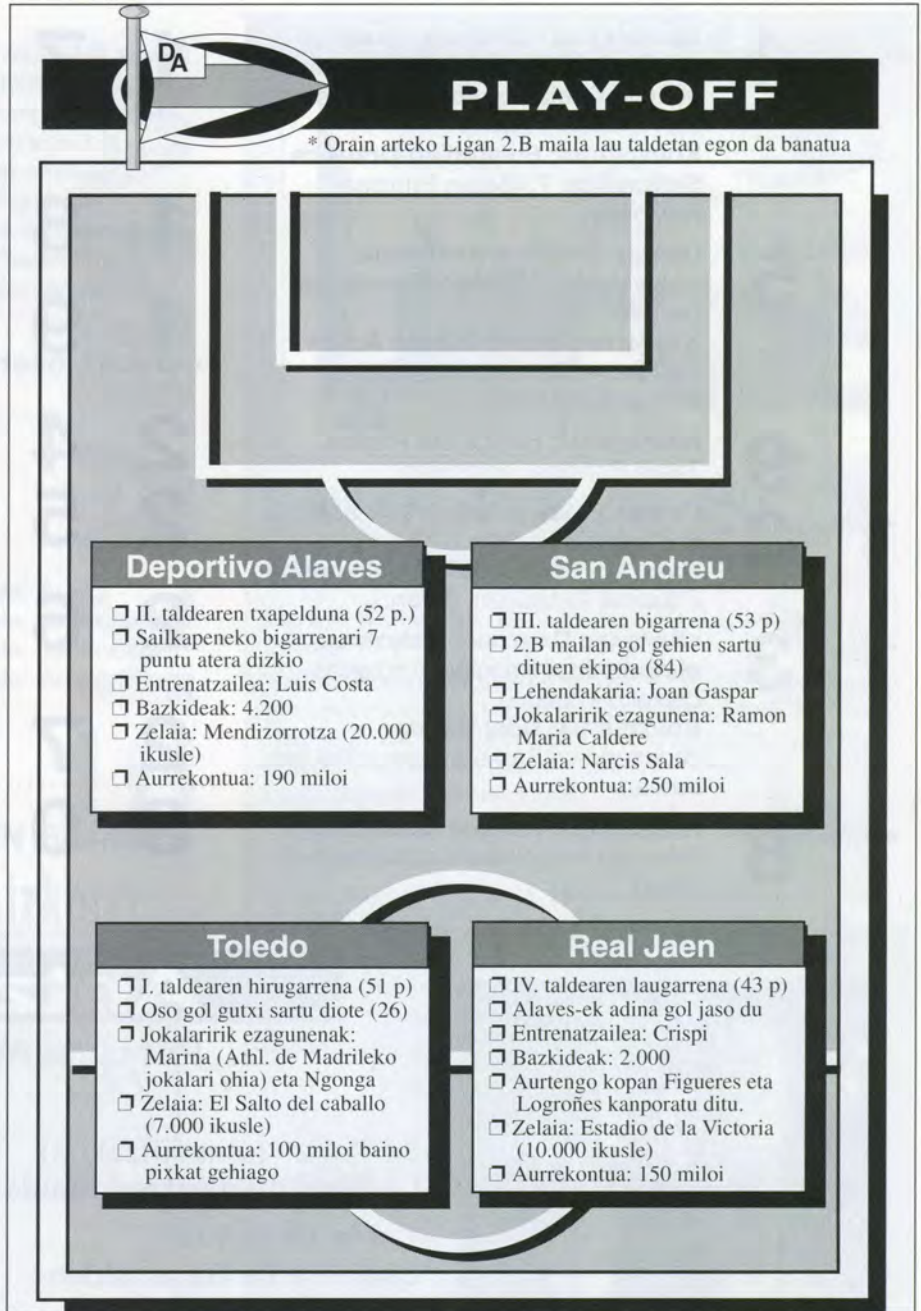 DA
PLAY-OFF
* Orain arteko Ligan 2.B maila lau taldetan egon da banatua
Deportivo Alaves
❐ II. taldearen txapelduna (52 p.)
❐ Sailkapeneko bigarrenari 7
puntu atera dizkio
❐ Entrenatzailea: Luis Costa
❐ Bazkideak: 4.200
❐ Zelaia: Mendizorrotza (20.000
ikusle)
❐ Aurrekontua: 190 miloi
San Andreu
❐ III. taldearen bigarrena (53 p)
❐ 2.B mailan gol gehien sartu
dituen ekipoa (84)
❐ Lehendakaria: Joan Gaspar
❐ Jokalaririk ezagunena: Ramon
Maria Caldere
❐ Zelaia: Narcis Sala
❐ Aurrekontua: 250 miloi
Toledo
❐ I. taldearen hirugarrena (51 p)
❐ Oso gol gutxi sartu diote (26)
❐ Jokalaririk ezagunenak:
Marina (Athl. de Madrileko
jokalari ohia) eta Ngonga
❐ Zelaia: El Salto del caballo
(7.000 ikusle)
❐ Aurrekontua: 100 miloi baino
pixkat gehiago
Real Jaen
❐ IV. taldearen laugarrena (43 p)
❐ Alaves-ek adina gol jaso du
❐ Entrenatzailea: Crispi
❐ Bazkideak: 2.000
❐ Aurtengo kopan Figueres eta
Logroñes kanporatu ditu.
❐ Zelaia: Estadio de la Victoria
(10.000 ikusle)
❐ Aurrekontua: 150 miloi